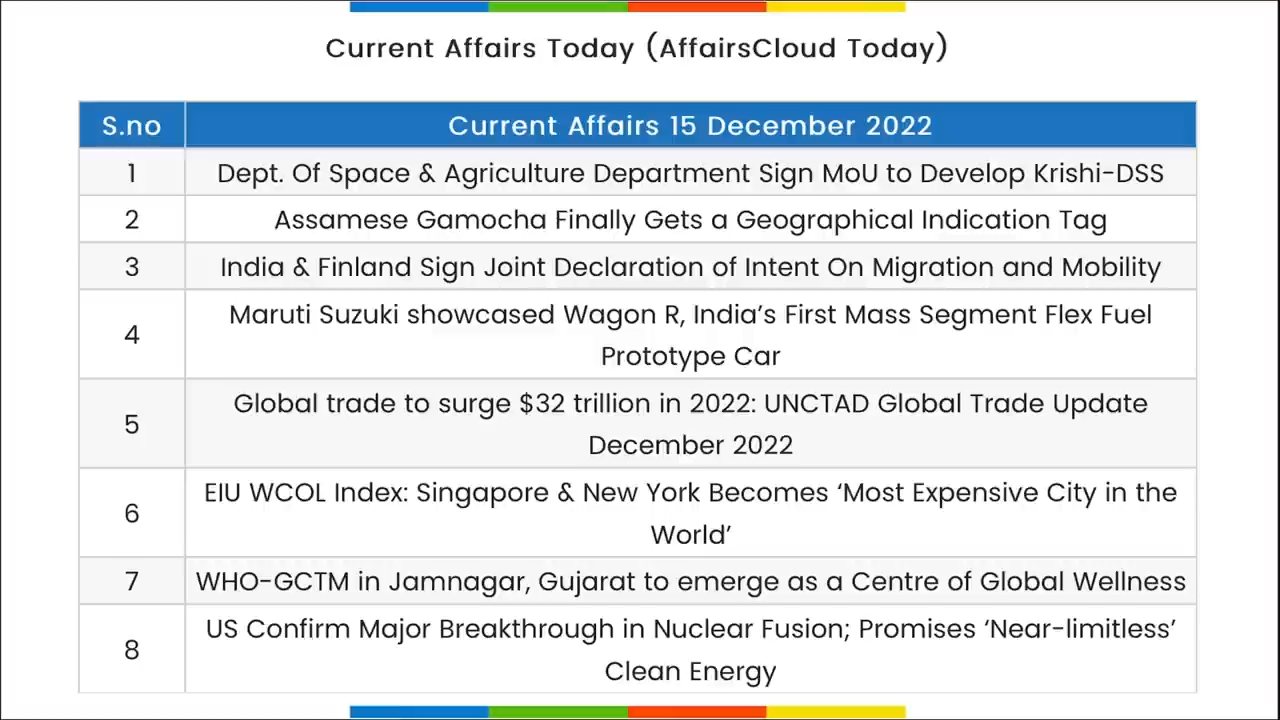 Current Affairs Today (AffairsCloud Today)
S.no Current Affairs 15 December 2022
1 Dept. Of Space & Agriculture Department Sign MoU to Develop Krishi-DSS
2 Assamese Gamocha Finally Gets a Geographical Indication Tag
3 India & Finland Sign Joint Declaration of Intent On Migration and Mobility
4 Maruti Suzuki showcased Wagon R, India’s First Mass Segment Flex Fuel
Prototype Car
5 Global trade to surge $32 trillion in 2022: UNCTAD Global Trade Update
December 2022
6 EIU WCOL Index: Singapore & New York Becomes ‘Most Expensive City in the
World’
7 WHO-GCTM in Jamnagar, Gujarat to emerge as a Centre of Global Wellness
8 US Confirm Major Breakthrough in Nuclear Fusion; Promises ‘Near-limitless’
Clean Energy